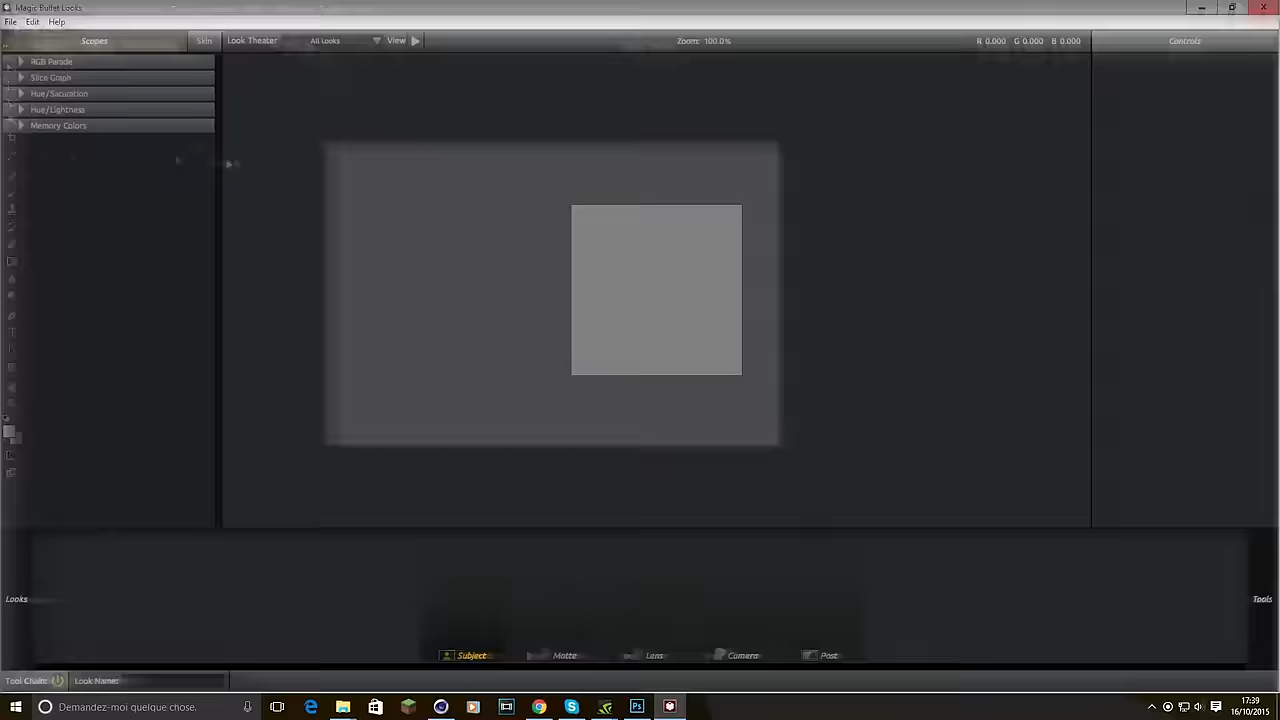 Magic Bullet Looks
File Edit Help
Scopes Skin Look Theater All Looks View Zoom: 100.0% R 0.000 G 0.000 B 0.000 Controls
RGB Parade
Slice Graph
Hue/Saturation
Hue/Lightness
Memory Colors
Looks Tools
Subject Matte Lens Camera Post
Tool Chain: Look Name:
Demandez-moi quelque chose.
17:39
16/10/2015